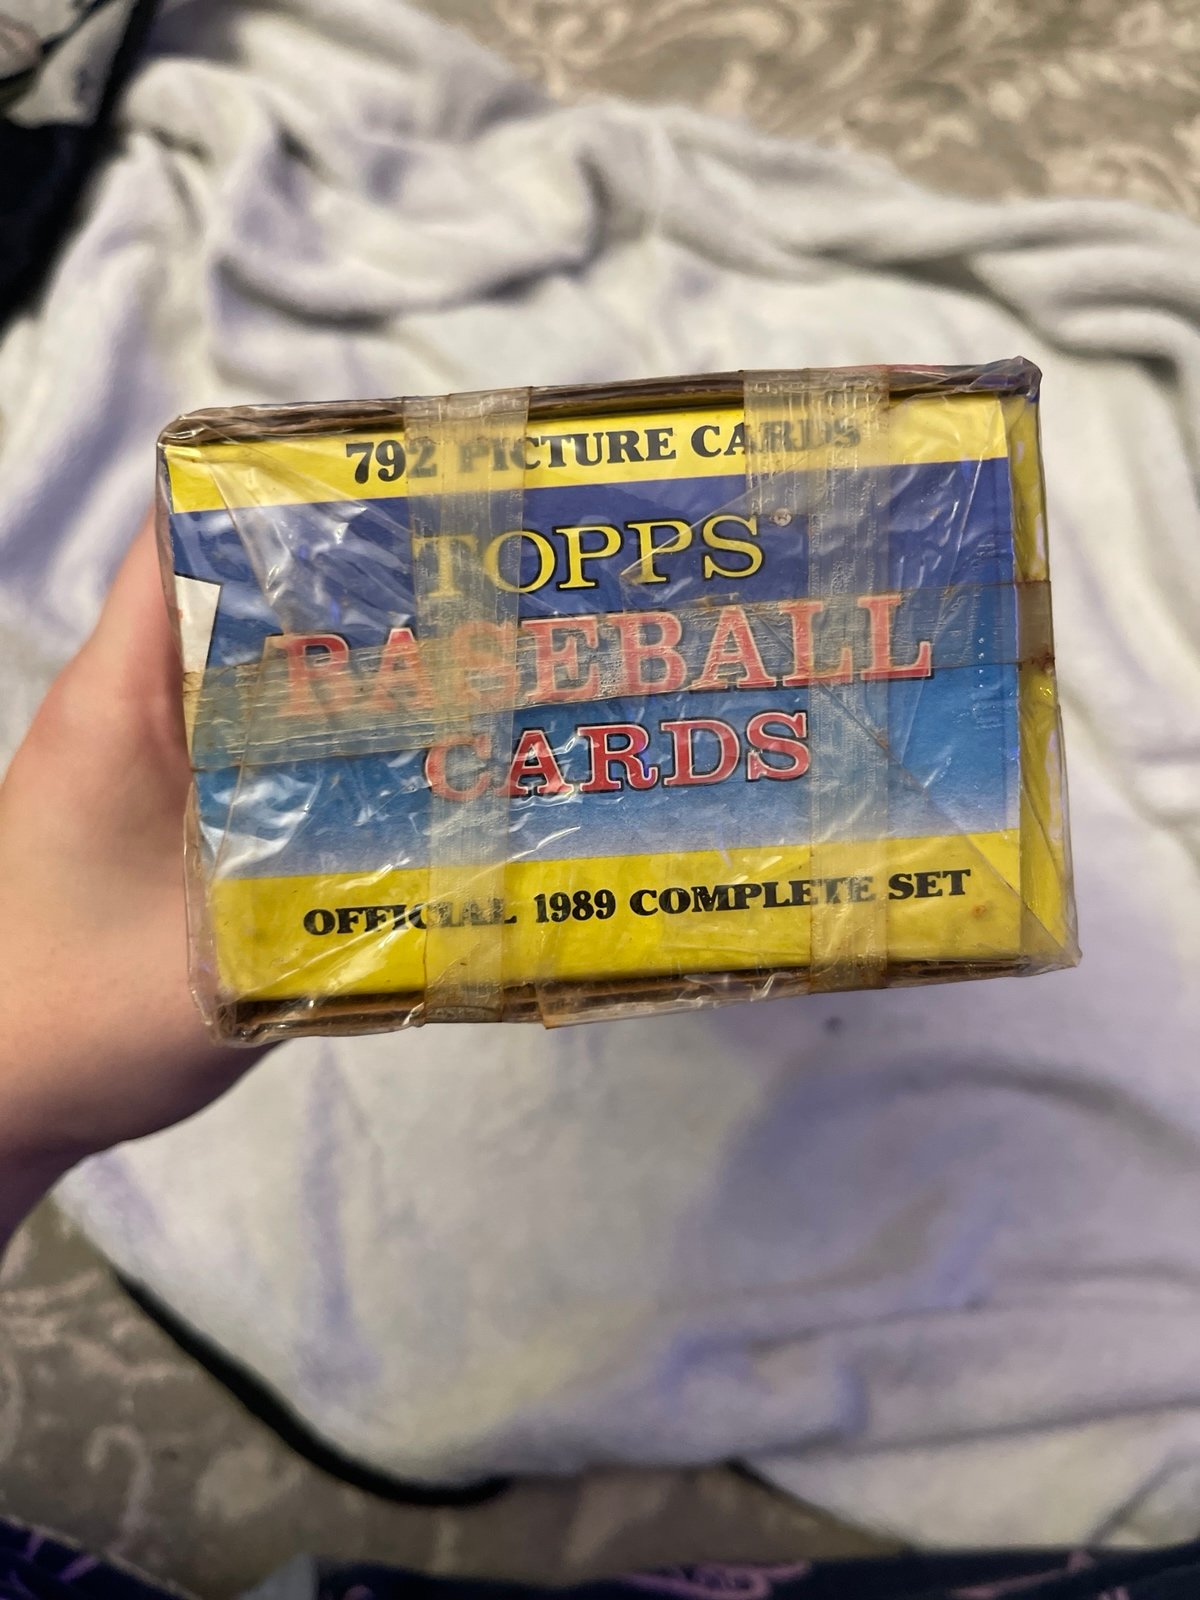 792 PICTURE CARDS
TOPPS
BASEBALL
CARDS
OFFICIAL 1989 COMPLETE SET